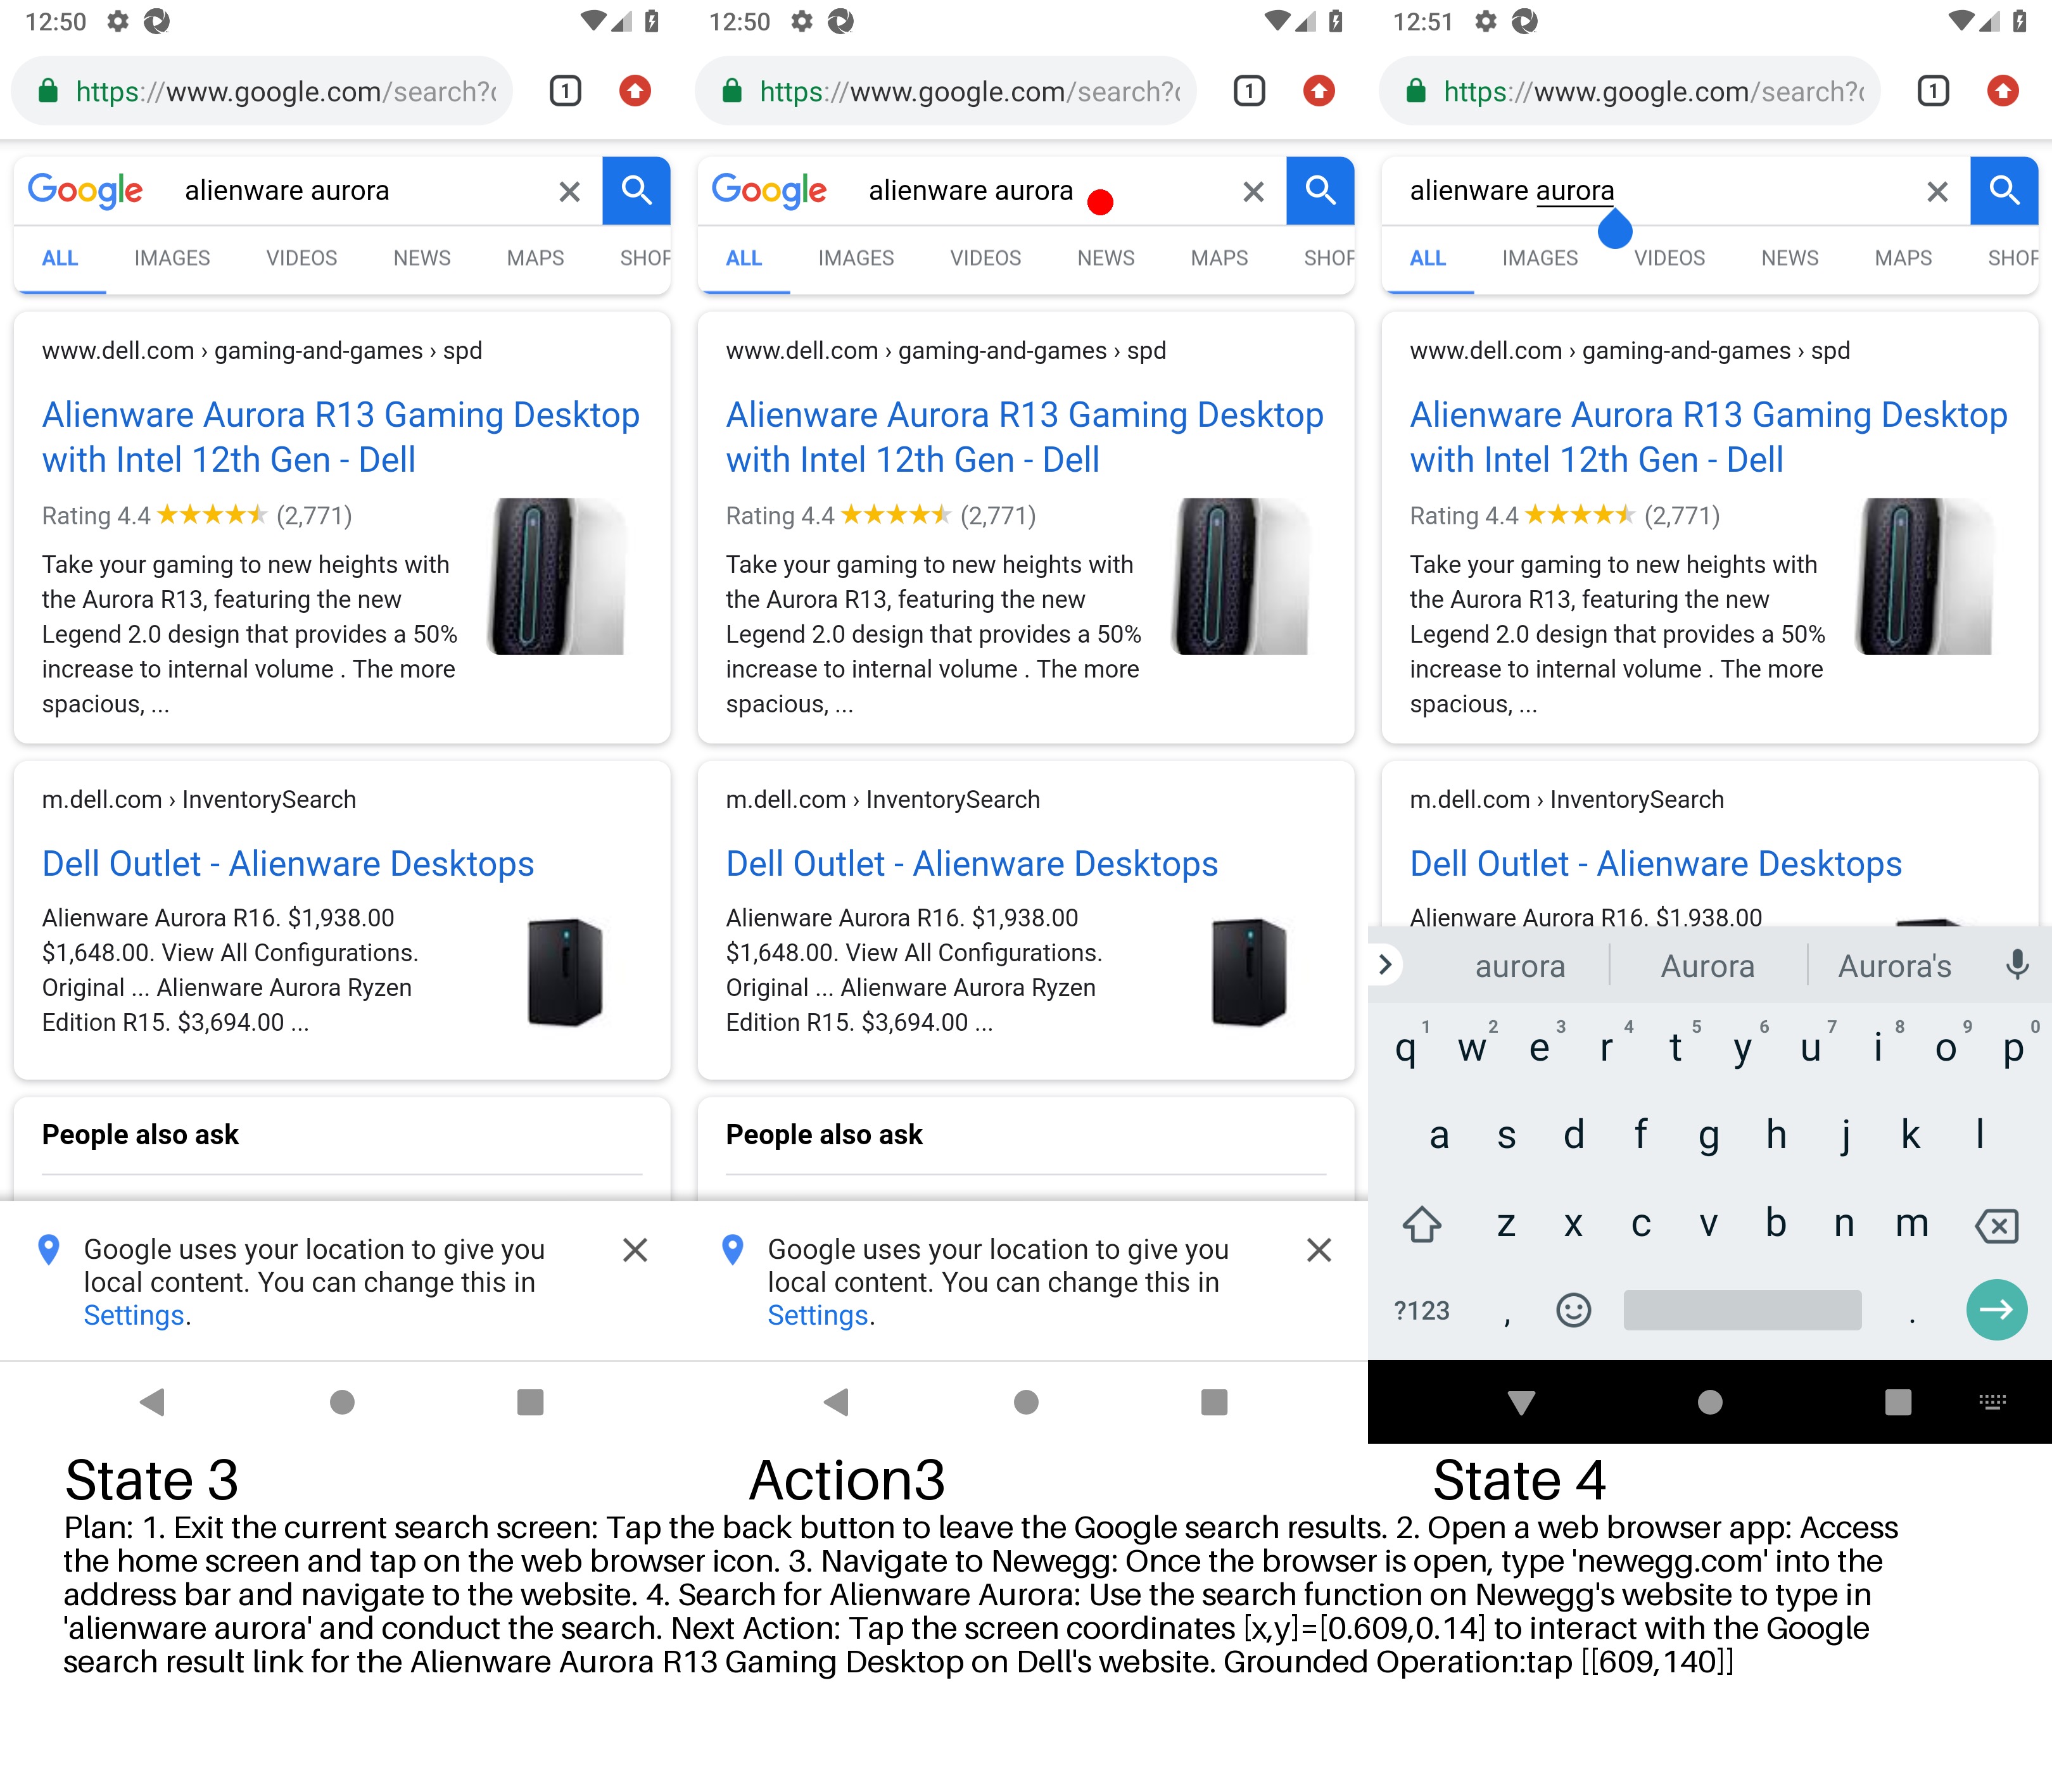 12:50
https://www.google.com/search?
1
Google
alienware aurora
ALL IMAGES VIDEOS NEWS MAPS SHOP
www.dell.com › gaming-and-games › spd
Alienware Aurora R13 Gaming Desktop
with Intel 12th Gen - Dell
Rating 4.4 ★★★★★ (2,771)
Take your gaming to new heights with
the Aurora R13, featuring the new
Legend 2.0 design that provides a 50%
increase to internal volume . The more
spacious, ...
m.dell.com › InventorySearch
Dell Outlet - Alienware Desktops
Alienware Aurora R16. $1,938.00
$1,648.00. View All Configurations.
Original ... Alienware Aurora Ryzen
Edition R15. $3,694.00 ...
People also ask
Google uses your location to give you
local content. You can change this in
Settings.
State 3
12:50
https://www.google.com/search?
1
Google
alienware aurora
ALL IMAGES VIDEOS NEWS MAPS SHOP
www.dell.com › gaming-and-games › spd
Alienware Aurora R13 Gaming Desktop
with Intel 12th Gen - Dell
Rating 4.4 ★★★★★ (2,771)
Take your gaming to new heights with
the Aurora R13, featuring the new
Legend 2.0 design that provides a 50%
increase to internal volume . The more
spacious, ...
m.dell.com › InventorySearch
Dell Outlet - Alienware Desktops
Alienware Aurora R16. $1,938.00
$1,648.00. View All Configurations.
Original ... Alienware Aurora Ryzen
Edition R15. $3,694.00 ...
People also ask
Google uses your location to give you
local content. You can change this in
Settings.
Action3
12:51
https://www.google.com/search?
1
alienware aurora
ALL IMAGES VIDEOS NEWS MAPS SHOP
www.dell.com › gaming-and-games › spd
Alienware Aurora R13 Gaming Desktop
with Intel 12th Gen - Dell
Rating 4.4 ★★★★★ (2,771)
Take your gaming to new heights with
the Aurora R13, featuring the new
Legend 2.0 design that provides a 50%
increase to internal volume . The more
spacious, ...
m.dell.com › InventorySearch
Dell Outlet - Alienware Desktops
Alienware Aurora R16. $1,938.00
aurora Aurora Aurora's
q1 w2 e3 r4 t5 y6 u7 i8 o9 p0
a s d f g h j k l
z x c v b n m
?123 , .
State 4
Plan: 1. Exit the current search screen: Tap the back button to leave the Google search results. 2. Open a web browser app: Access
the home screen and tap on the web browser icon. 3. Navigate to Newegg: Once the browser is open, type 'newegg.com' into the
address bar and navigate to the website. 4. Search for Alienware Aurora: Use the search function on Newegg's website to type in
'alienware aurora' and conduct the search. Next Action: Tap the screen coordinates [x,y]=[0.609,0.14] to interact with the Google
search result link for the Alienware Aurora R13 Gaming Desktop on Dell's website. Grounded Operation:tap [[609,140]]